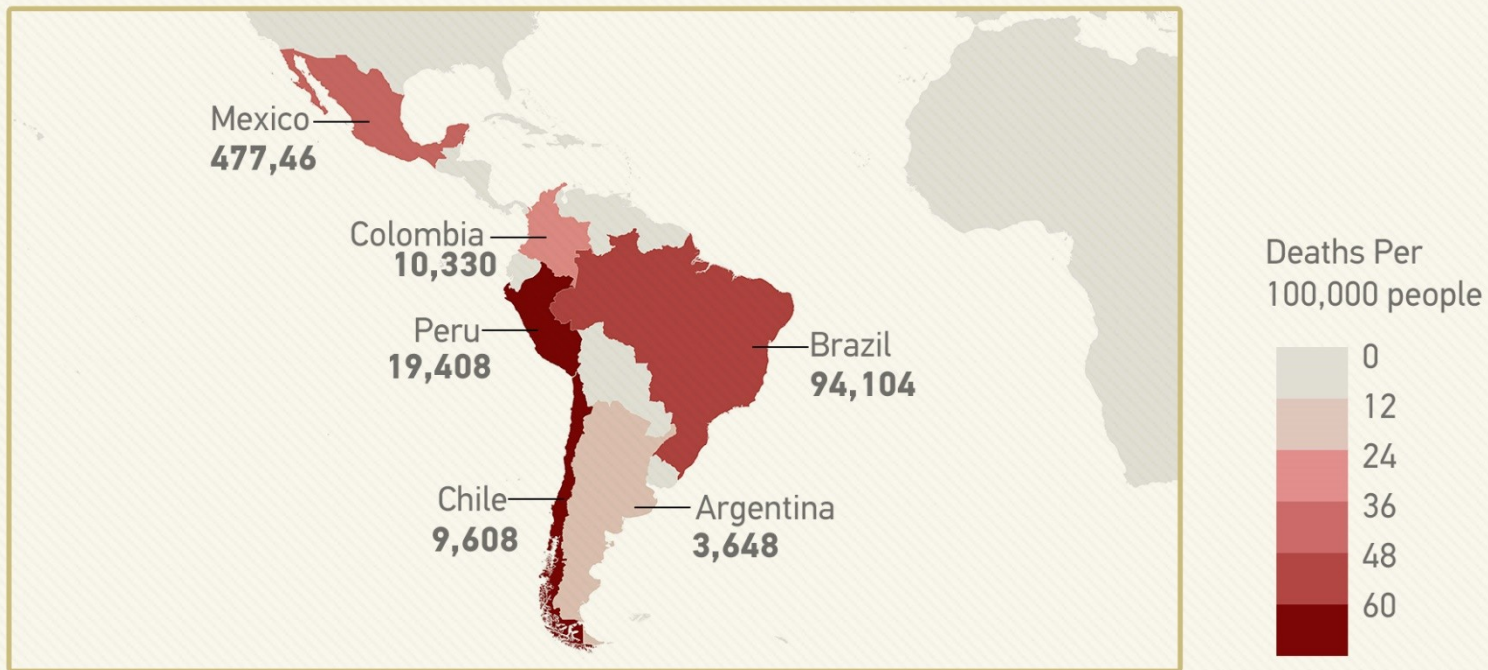 Mexico
477,46
Colombia
10,330
Peru
19,408
Brazil
94,104
Chile
9,608
Argentina
3,648
Deaths Per
100,000 people
0
12
24
36
48
60